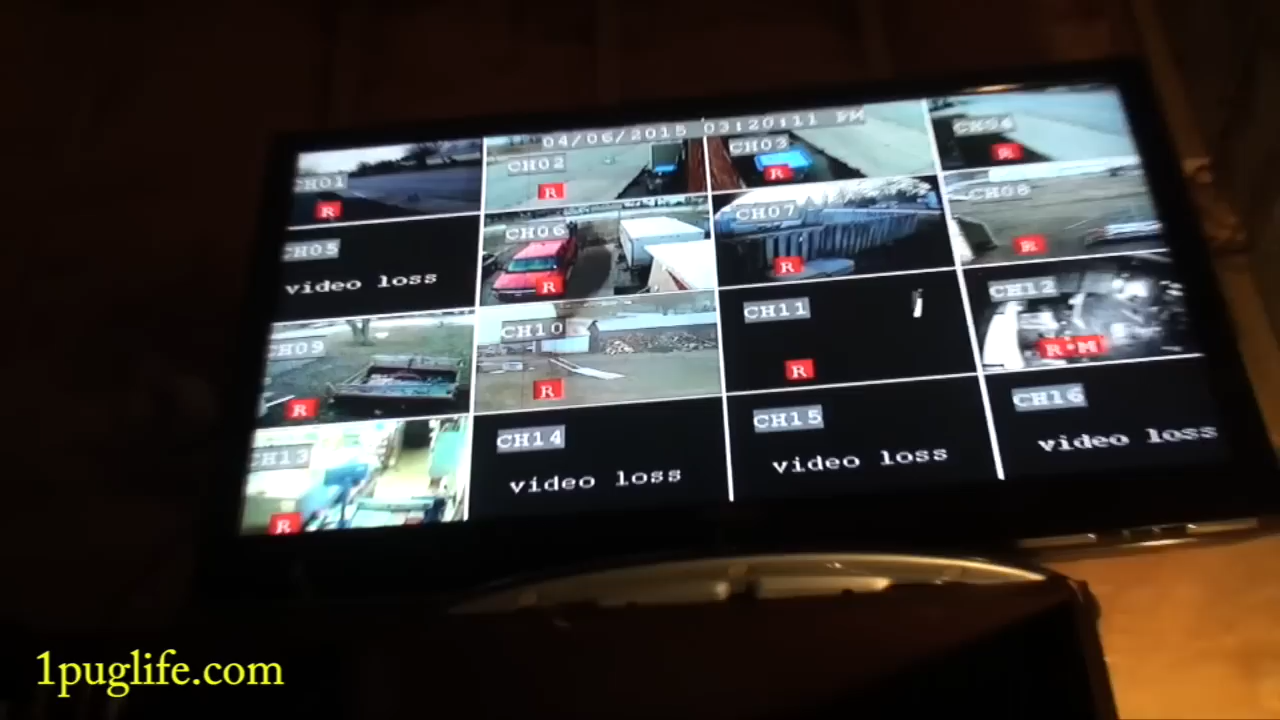 04/06/2015 03:20:11 PM
CH01
R
CH02
R
CH03
R
CH04
R
CH05
video loss
CH06
R
CH07
R
CH08
R
CH09
R
CH10
R
CH11
R
CH12
R*M
CH13
R
CH14
video loss
CH15
video loss
CH16
video loss
1puglife.com